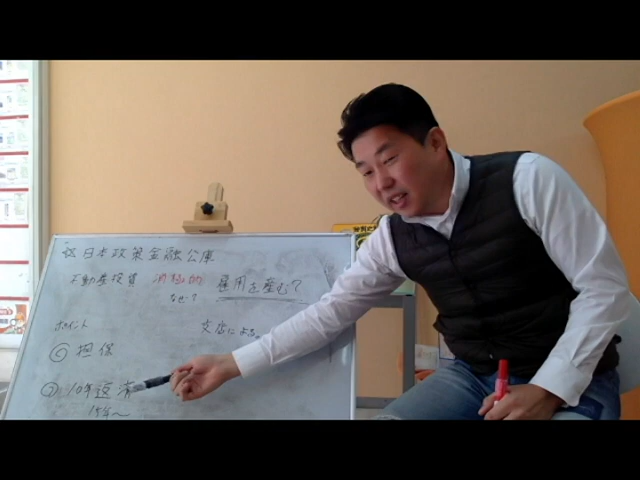 ※日本政策金融公庫
不動産投資 消極的 雇用を産む?
なぜ?
ポイント 支店による。
① 担保
② 10年返済
15年〜